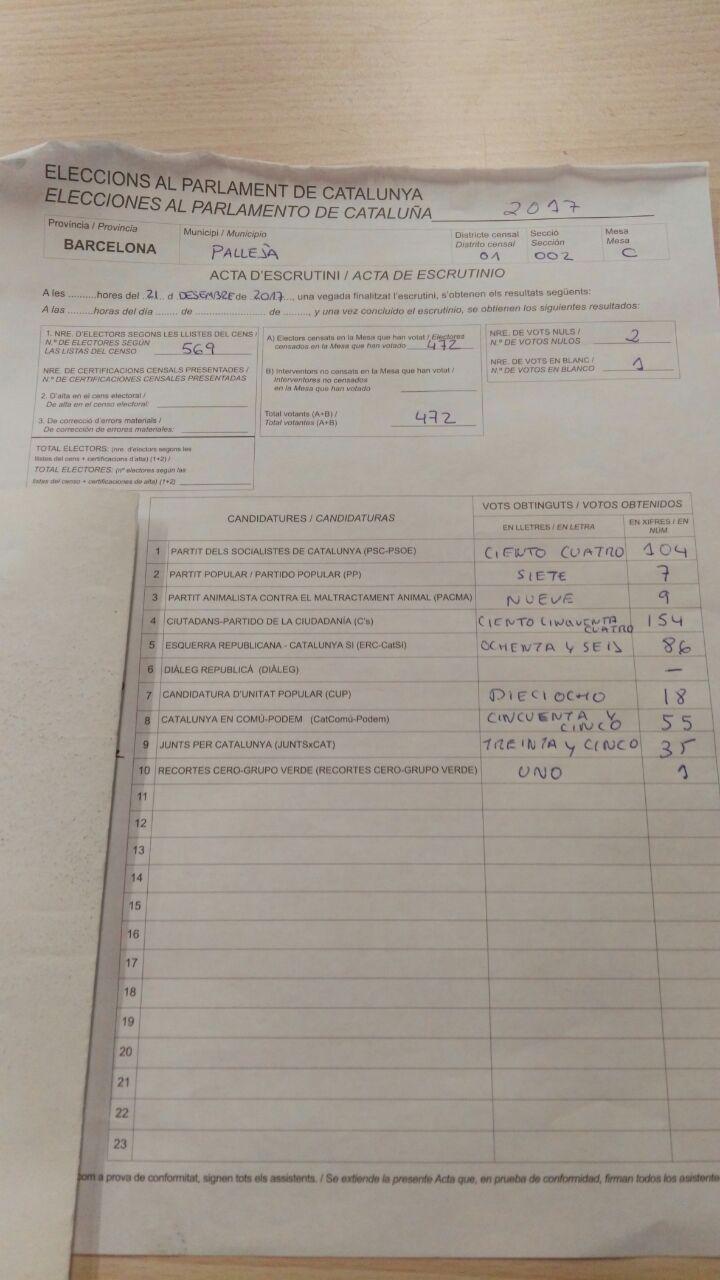 ELECCIONS AL PARLAMENT DE CATALUNYA
ELECCIONES AL PARLAMENTO DE CATALUÑA 2017
Província / Provincia
BARCELONA
Municipi / Municipio
PALLEJÀ
Districte censal
Distrito censal
01
Secció
Sección
002
Mesa
Mesa
C
ACTA D'ESCRUTINI / ACTA DE ESCRUTINIO
A les ..........hores del .21. d DESEMBRE de .2017..., una vegada finalitzat l'escrutini, s'obtenen els resultats següents:
A las .........horas del día ....... de .................... de ........., y una vez concluido el escrutinio, se obtienen los siguientes resultados:
1. NRE. D'ELECTORS SEGONS LES LLISTES DEL CENS /
N.º DE ELECTORES SEGÚN
LAS LISTAS DEL CENSO 569
NRE. DE CERTIFICACIONS CENSALS PRESENTADES /
N.º DE CERTIFICACIONES CENSALES PRESENTADAS
2. D'alta en el cens electoral /
De alta en el censo electoral:
3. De correcció d'errors materials /
De corrección de errores materiales:
TOTAL ELECTORS: (nre. d'electors segons les
llistes del cens + certificacions d'alta) (1+2) /
TOTAL ELECTORES: (nº electores según las
listas del censo + certificaciones de alta) (1+2)
A) Electors censats en la Mesa que han votat / Electores
censados en la Mesa que han votado 472
B) Interventors no censats en la Mesa que han votat /
Interventores no censados
en la Mesa que han votado
Total votants (A+B) /
Total votantes (A+B) 472
NRE. DE VOTS NULS /
N.º DE VOTOS NULOS 2
NRE. DE VOTS EN BLANC /
N.º DE VOTOS EN BLANCO 1
CANDIDATURES / CANDIDATURAS
VOTS OBTINGUTS / VOTOS OBTENIDOS
EN LLETRES / EN LETRA
EN XIFRES / EN NÚM.
1 PARTIT DELS SOCIALISTES DE CATALUNYA (PSC-PSOE) CIENTO CUATRO 104
2 PARTIT POPULAR / PARTIDO POPULAR (PP) SIETE 7
3 PARTIT ANIMALISTA CONTRA EL MALTRACTAMENT ANIMAL (PACMA) NUEVE 9
4 CIUTADANS-PARTIDO DE LA CIUDADANÍA (C's) CIENTO CINQUENTA CUATRO 154
5 ESQUERRA REPUBLICANA - CATALUNYA SI (ERC-CatSí) OCHENTA Y SEIS 86
6 DIÀLEG REPUBLICÀ (DIÀLEG) —
7 CANDIDATURA D'UNITAT POPULAR (CUP) DIECIOCHO 18
8 CATALUNYA EN COMÚ-PODEM (CatComú-Podem) CINCUENTA Y CINCO 55
9 JUNTS PER CATALUNYA (JUNTSxCAT) TREINTA Y CINCO 35
10 RECORTES CERO-GRUPO VERDE (RECORTES CERO-GRUPO VERDE) UNO 1
11
12
13
14
15
16
17
18
19
20
21
22
23
com a prova de conformitat, signen tots els assistents. / Se extiende la presente Acta que, en prueba de conformidad, firman todos los asistente